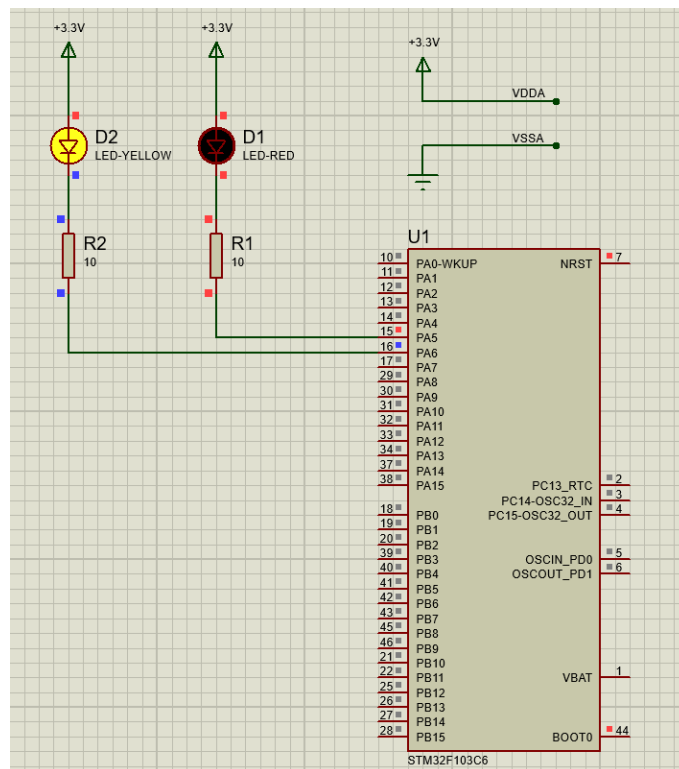 +3.3V
+3.3V
+3.3V
VDDA
D2
LED-YELLOW
D1
LED-RED
VSSA
R2
10
R1
10
U1
10 PA0-WKUP NRST 7
11 PA1
12 PA2
13 PA3
14 PA4
15 PA5
16 PA6
17 PA7
29 PA8
30 PA9
31 PA10
32 PA11
33 PA12
34 PA13
37 PA14
38 PA15 PC13_RTC 2
PC14-OSC32_IN 3
18 PB0 PC15-OSC32_OUT 4
19 PB1
20 PB2
39 PB3 OSCIN_PD0 5
40 PB4 OSCOUT_PD1 6
41 PB5
42 PB6
43 PB7
45 PB8
46 PB9
21 PB10
22 PB11 VBAT 1
25 PB12
26 PB13
27 PB14
28 PB15 BOOT0 44
STM32F103C6